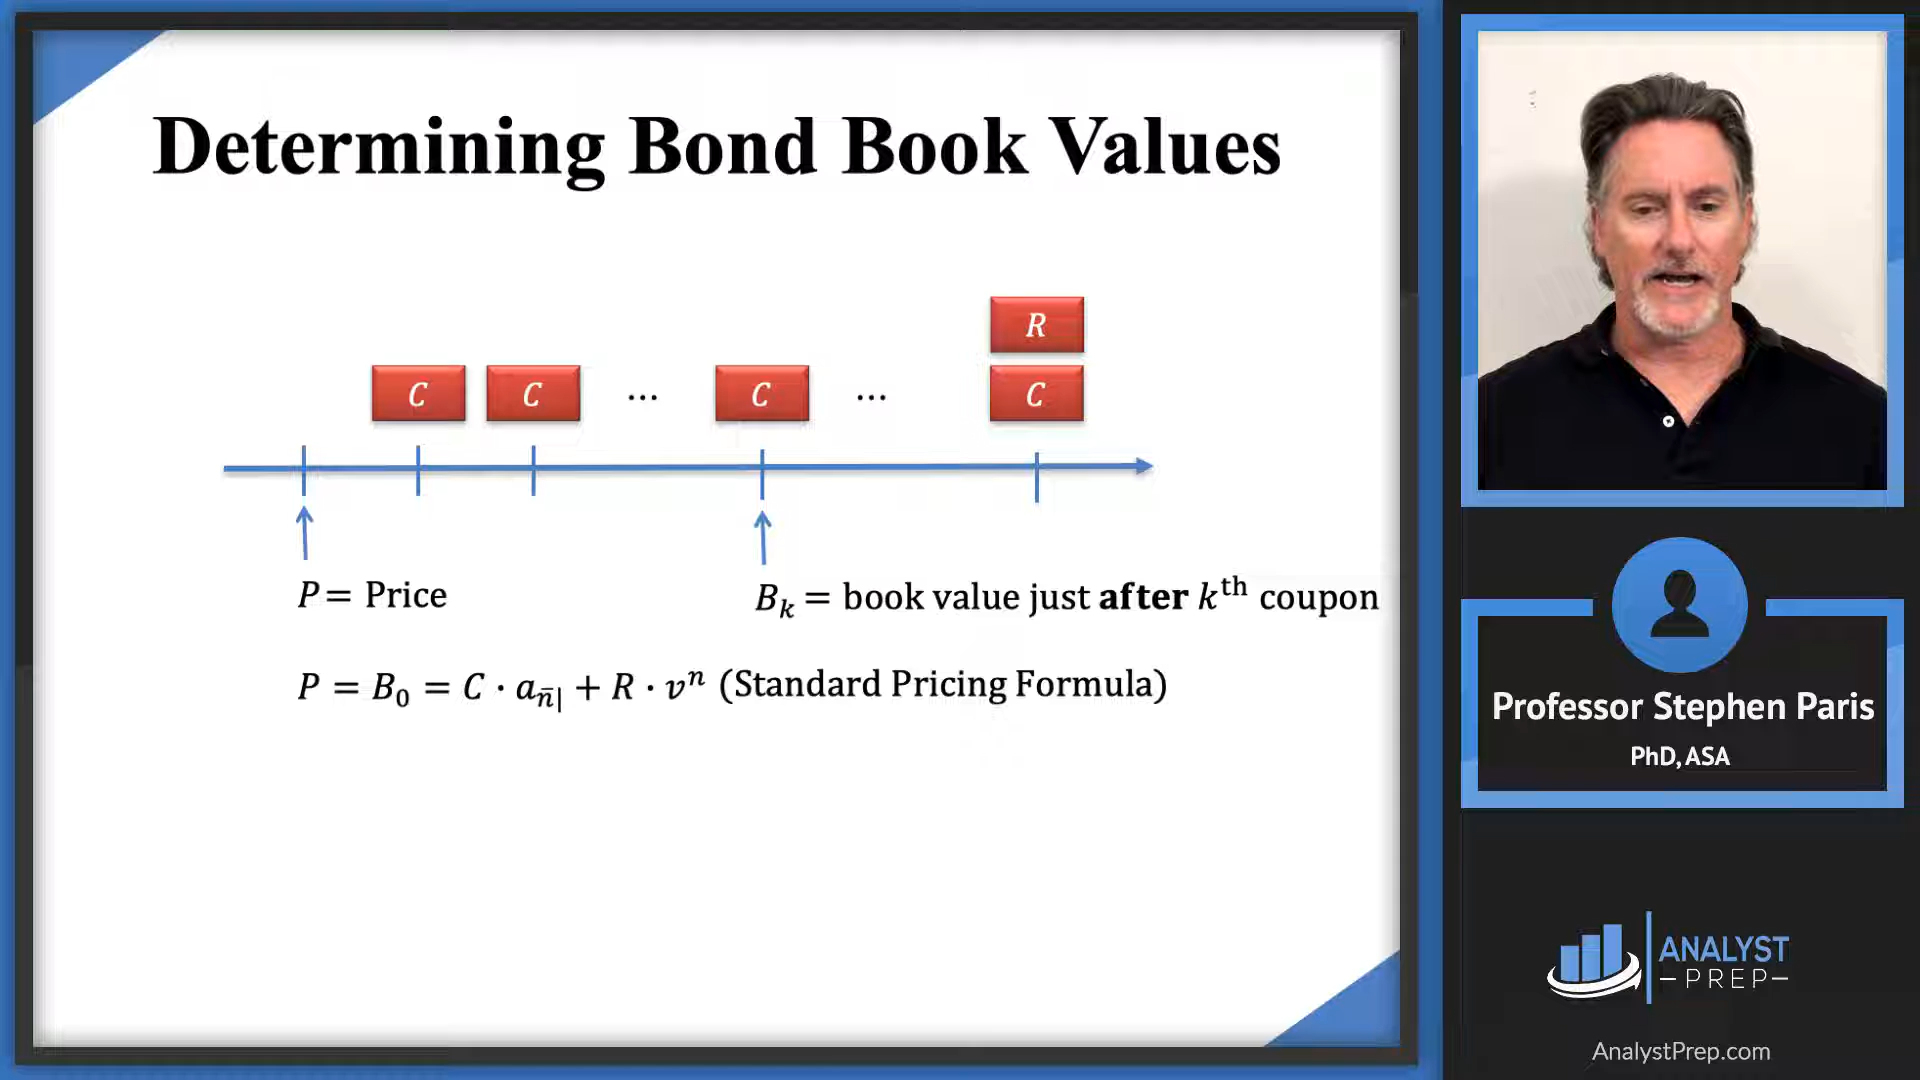 Determining Bond Book Values
R
C C ... C ... C
P = Price
B_k = book value just after k^th coupon
P = B_0 = C · a_n̄| + R · v^n (Standard Pricing Formula)
Professor Stephen Paris
PhD, ASA
ANALYST
PREP
AnalystPrep.com